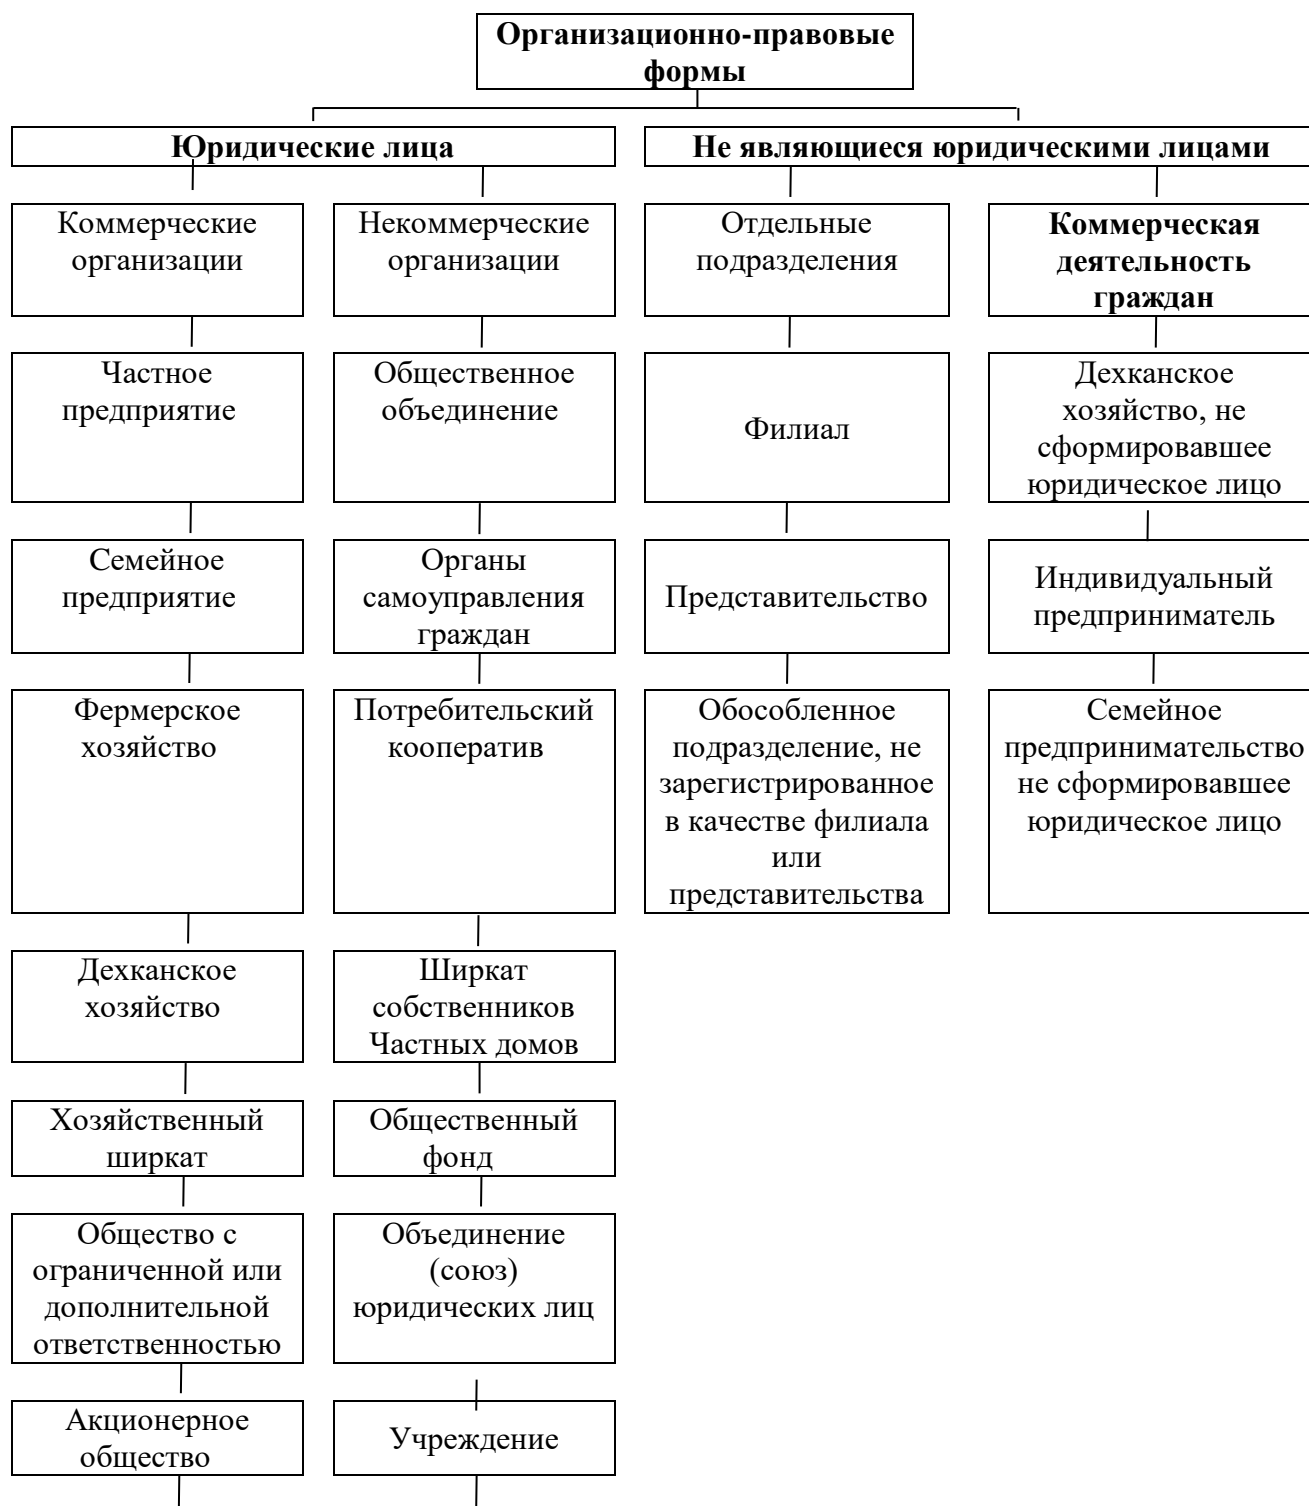 Организационно-правовые
формы
Юридические лица
Не являющиеся юридическими лицами
Коммерческие
организации
Некоммерческие
организации
Отдельные
подразделения
Коммерческая
деятельность
граждан
Частное
предприятие
Общественное
объединение
Филиал
Дехканское
хозяйство, не
сформировавшее
юридическое лицо
Семейное
предприятие
Органы
самоуправления
граждан
Представительство
Индивидуальный
предприниматель
Фермерское
хозяйство
Потребительский
кооператив
Обособленное
подразделение, не
зарегистрированное
в качестве филиала
или
представительства
Семейное
предпринимательство
не сформировавшее
юридическое лицо
Дехканское
хозяйство
Ширкат
собственников
Частных домов
Хозяйственный
ширкат
Общественный
фонд
Общество с
ограниченной или
дополнительной
ответственностью
Объединение
(союз)
юридических лиц
Акционерное
общество
Учреждение